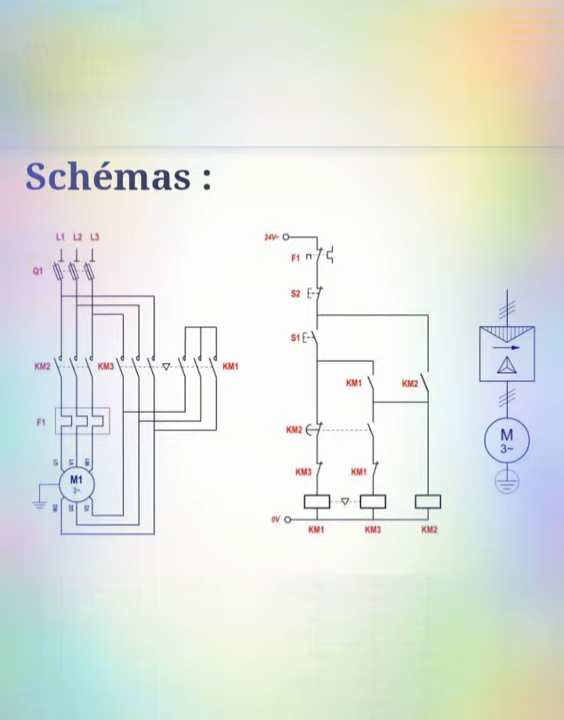 Schémas :
L1 L2 L3
Q1
KM2
KM3
KM1
F1
M1
3~
24V~
F1
S2
S1
KM1
KM2
KM2
KM3
KM1
0V
KM1
KM3
KM2
M
3~